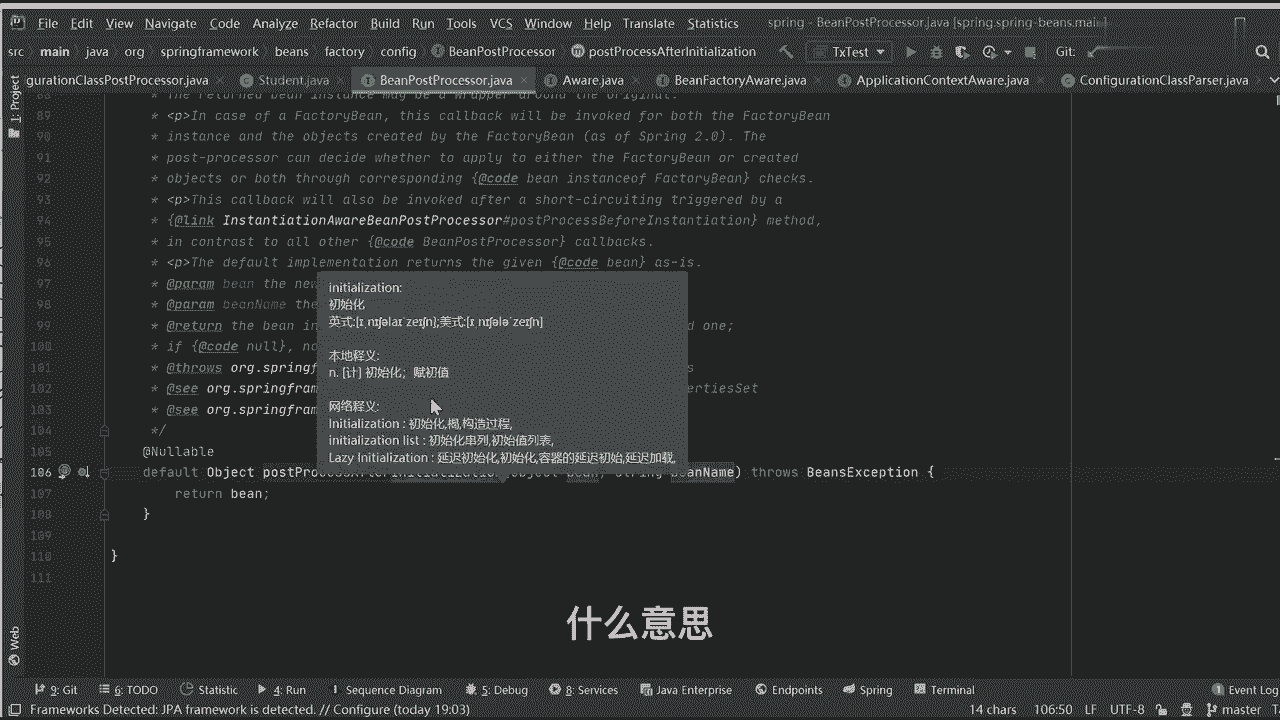 File Edit View Navigate Code Analyze Refactor Build Run Tools VCS Window Help Translate Statistics spring - BeanPostProcessor.java [spring.spring-beans.mai
src main java org springframework beans factory config BeanPostProcessor postProcessAfterInitialization TxTest Git:
gurationClassPostProcessor.java Student.java BeanPostProcessor.java Aware.java BeanFactoryAware.java ApplicationContextAware.java ConfigurationClassParser.java
1: Project
88 * The returned bean instance may be a wrapper around the original.
89 * <p>In case of a FactoryBean, this callback will be invoked for both the FactoryBean
90 * instance and the objects created by the FactoryBean (as of Spring 2.0). The
91 * post-processor can decide whether to apply to either the FactoryBean or created
92 * objects or both through corresponding {@code bean instanceof FactoryBean} checks.
93 * <p>This callback will also be invoked after a short-circuiting triggered by a
94 * {@link InstantiationAwareBeanPostProcessor#postProcessBeforeInstantiation} method,
95 * in contrast to all other {@code BeanPostProcessor} callbacks.
96 * <p>The default implementation returns the given {@code bean} as-is.
97 * @param bean the new
98 * @param beanName the
99 * @return the bean in d one;
100 * if {@code null}, no
101 * @throws org.springfram s
102 * @see org.springfram ertiesSet
103 * @see org.springfram
104 */
105 @Nullable
106 default Object postProcessAfterInitialization(Object bean, String beanName) throws BeansException {
107 return bean;
108 }
109
110 }
111
initialization:
初始化
英式:[ɪˌnɪʃəlaɪˈzeɪʃn];美式:[ɪˌnɪʃələˈzeɪʃn]
本地释义:
n. [计] 初始化；赋初值
网络释义:
Initialization : 初始化,樃,构造过程,
initialization list : 初始化串列,初始值列表,
Lazy Initialization : 延迟初始化,初始化,容器的延迟初始,延迟加载,
什么意思
Web
9: Git 6: TODO Statistic 4: Run Sequence Diagram 5: Debug 8: Services Java Enterprise Endpoints Spring Terminal 1 Event Log
Frameworks Detected: JPA framework is detected. // Configure (today 19:03) 14 chars 106:50 LF UTF-8 master